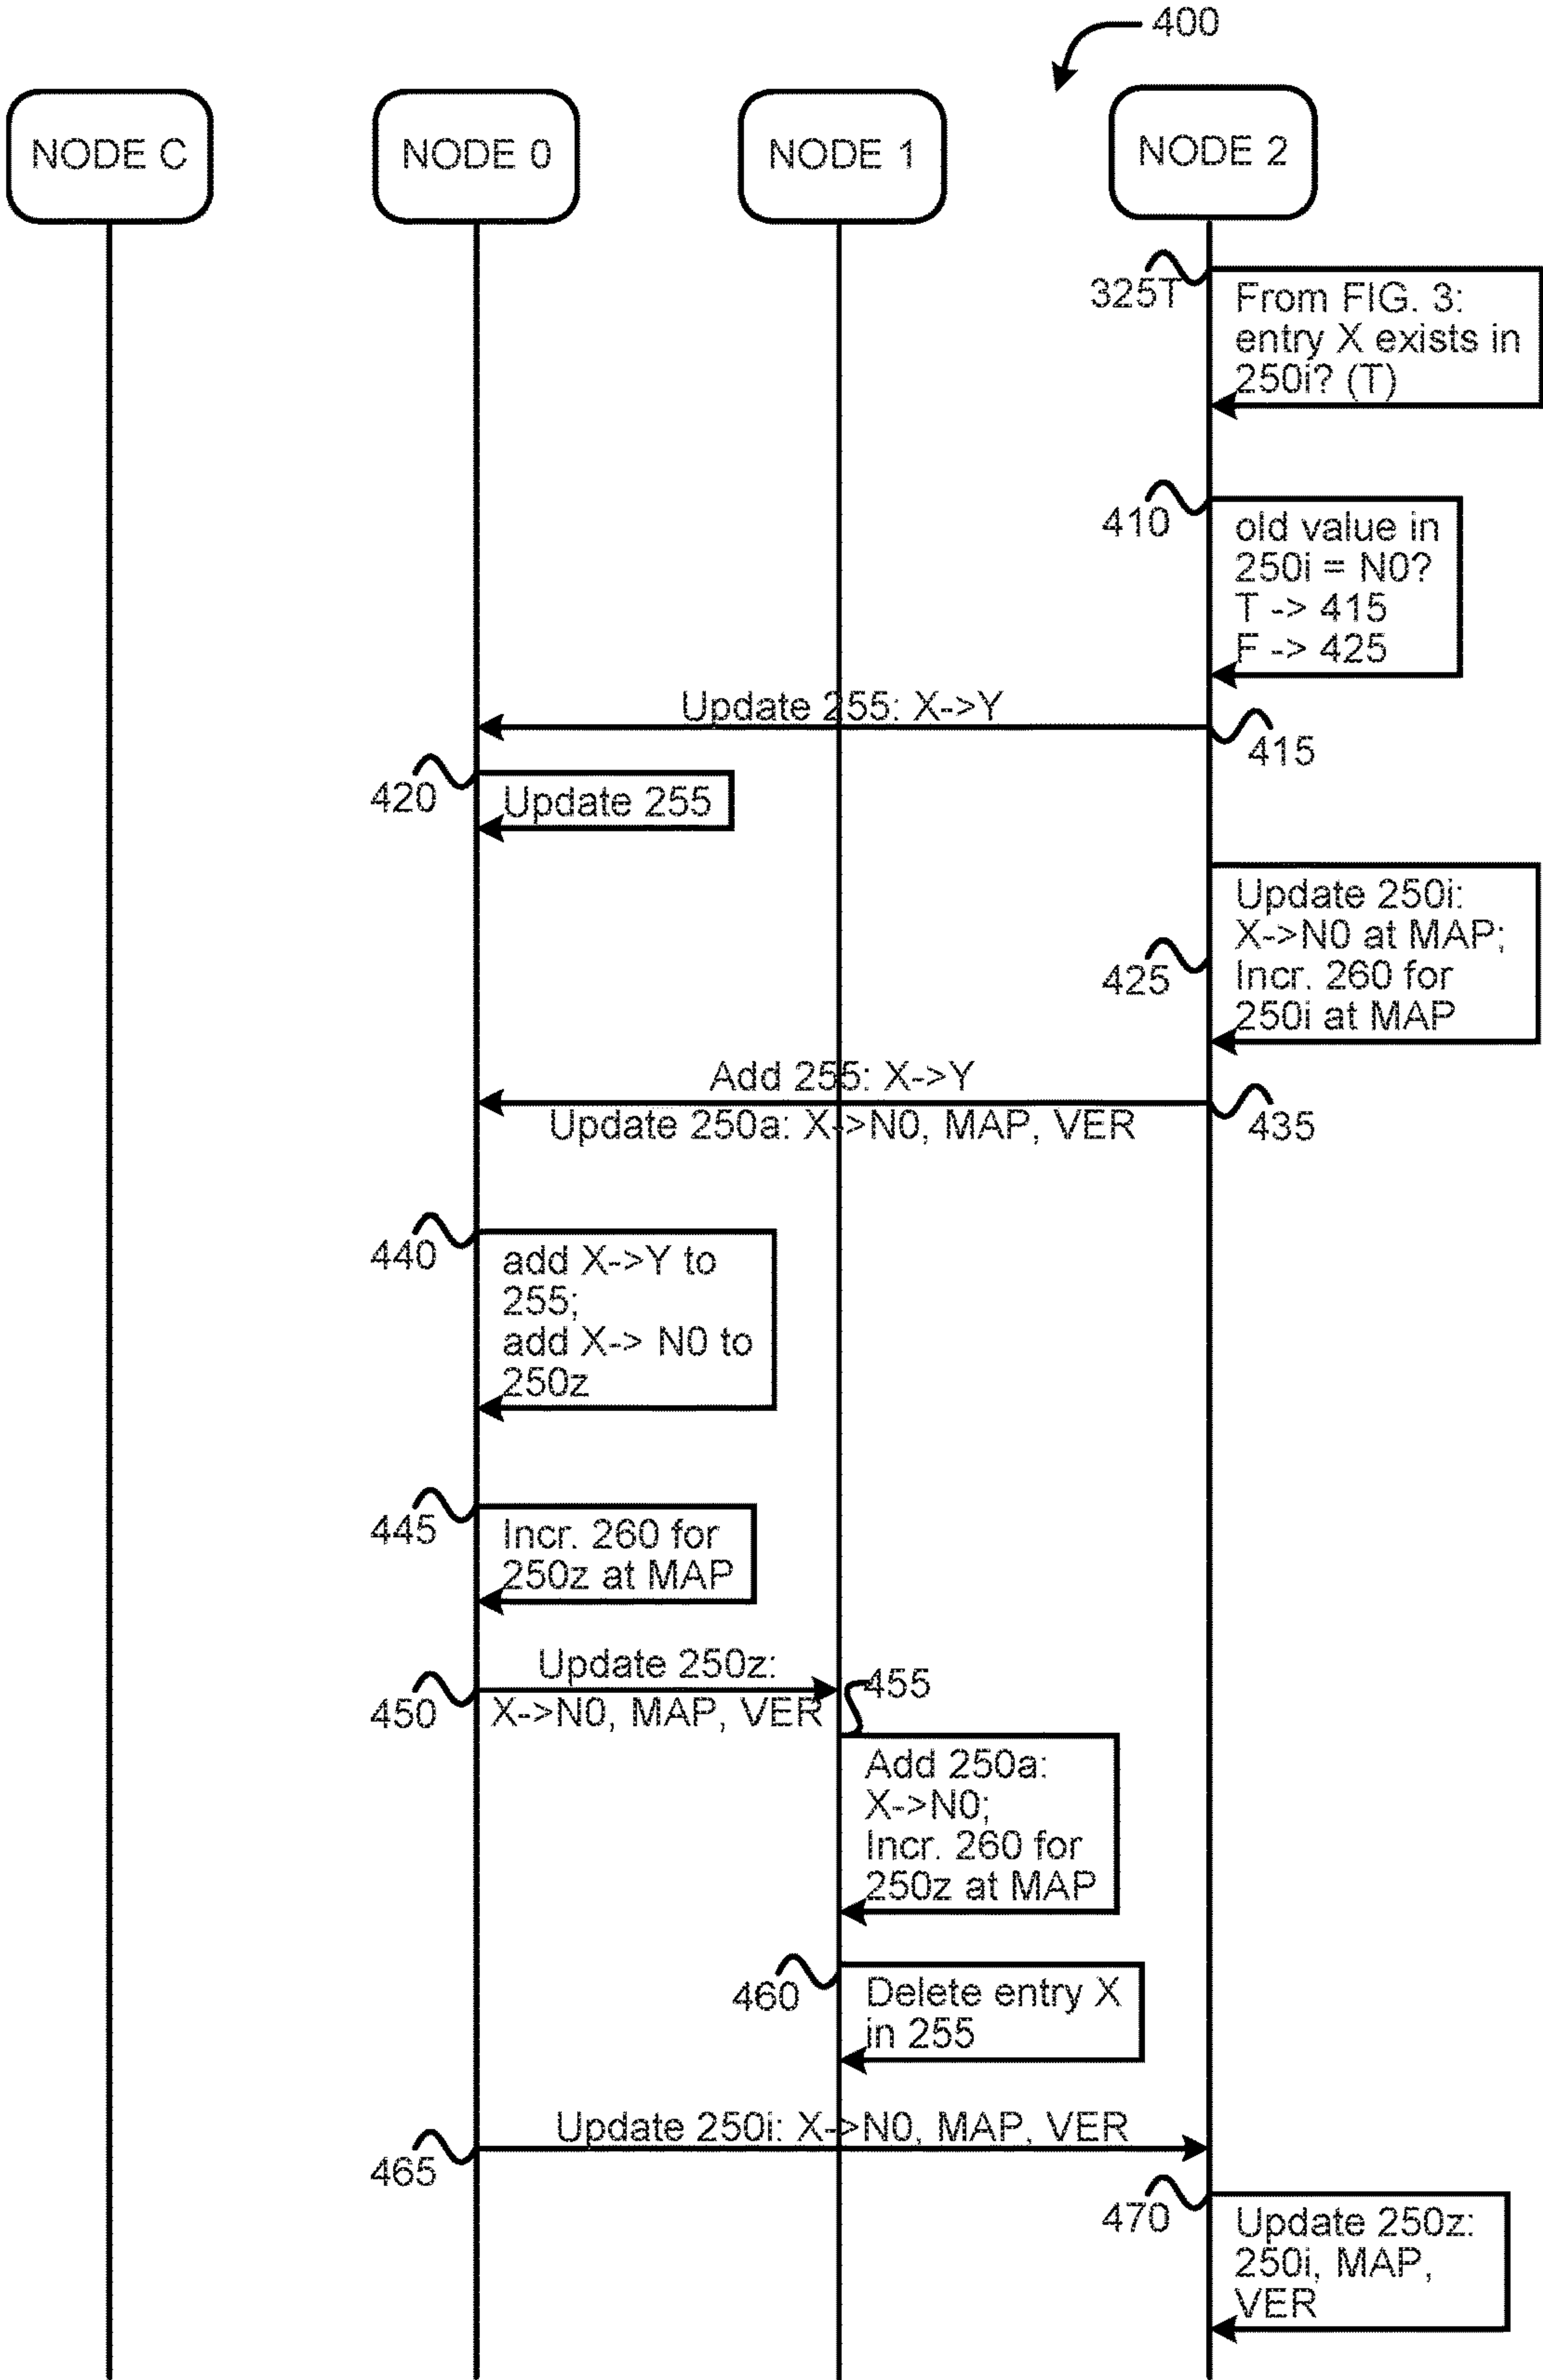 400
NODE C
NODE 0
NODE 1
NODE 2
325T
From FIG. 3:
entry X exists in
250i? (T)
410
old value in
250i = N0?
T -> 415
F -> 425
Update 255: X->Y
415
420
Update 255
425
Update 250i:
X->N0 at MAP;
Incr. 260 for
250i at MAP
Add 255: X->Y
Update 250a: X->N0, MAP, VER
435
440
add X->Y to
255;
add X-> N0 to
250z
445
Incr. 260 for
250z at MAP
Update 250z:
450
X->N0, MAP, VER
455
Add 250a:
X->N0;
Incr. 260 for
250z at MAP
460
Delete entry X
in 255
Update 250i: X->N0, MAP, VER
465
470
Update 250z:
250i, MAP,
VER